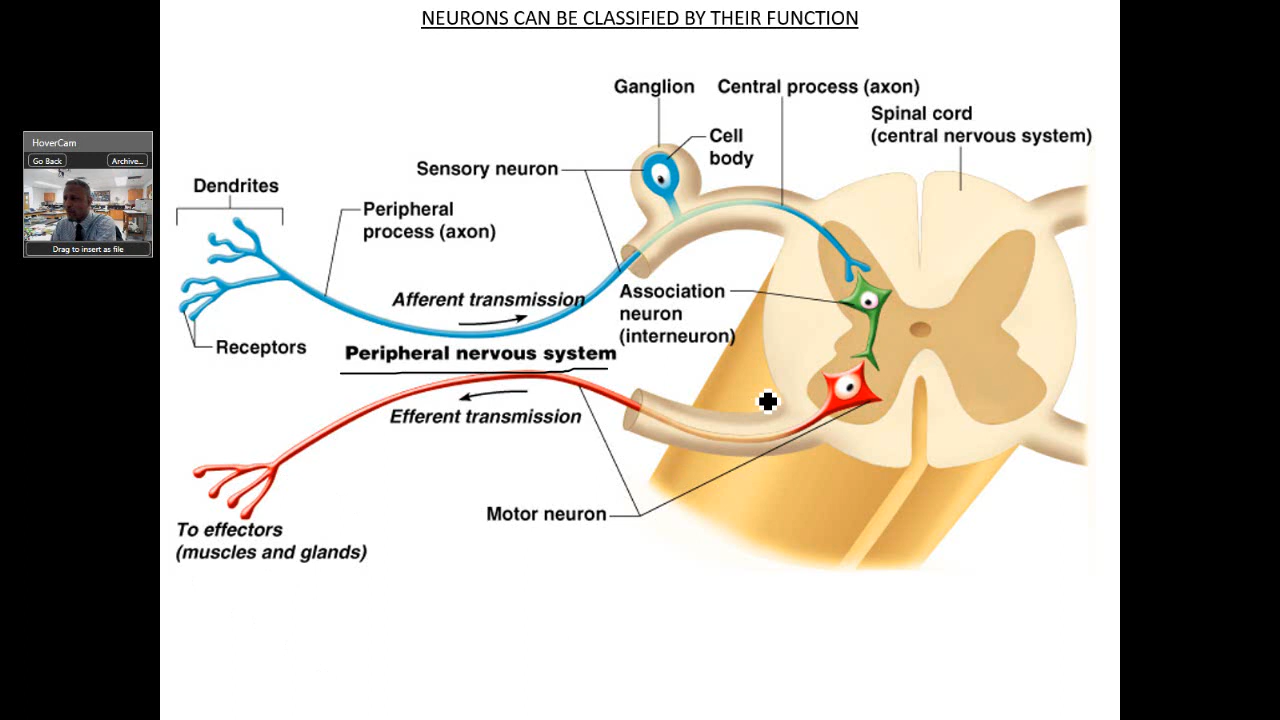 NEURONS CAN BE CLASSIFIED BY THEIR FUNCTION
HoverCam
Go Back
Archive...
Drag to insert as file
Ganglion
Central process (axon)
Spinal cord
(central nervous system)
Cell
body
Sensory neuron
Dendrites
Peripheral
process (axon)
Afferent transmission
Association
neuron
(interneuron)
Receptors
Peripheral nervous system
Efferent transmission
Motor neuron
To effectors
(muscles and glands)